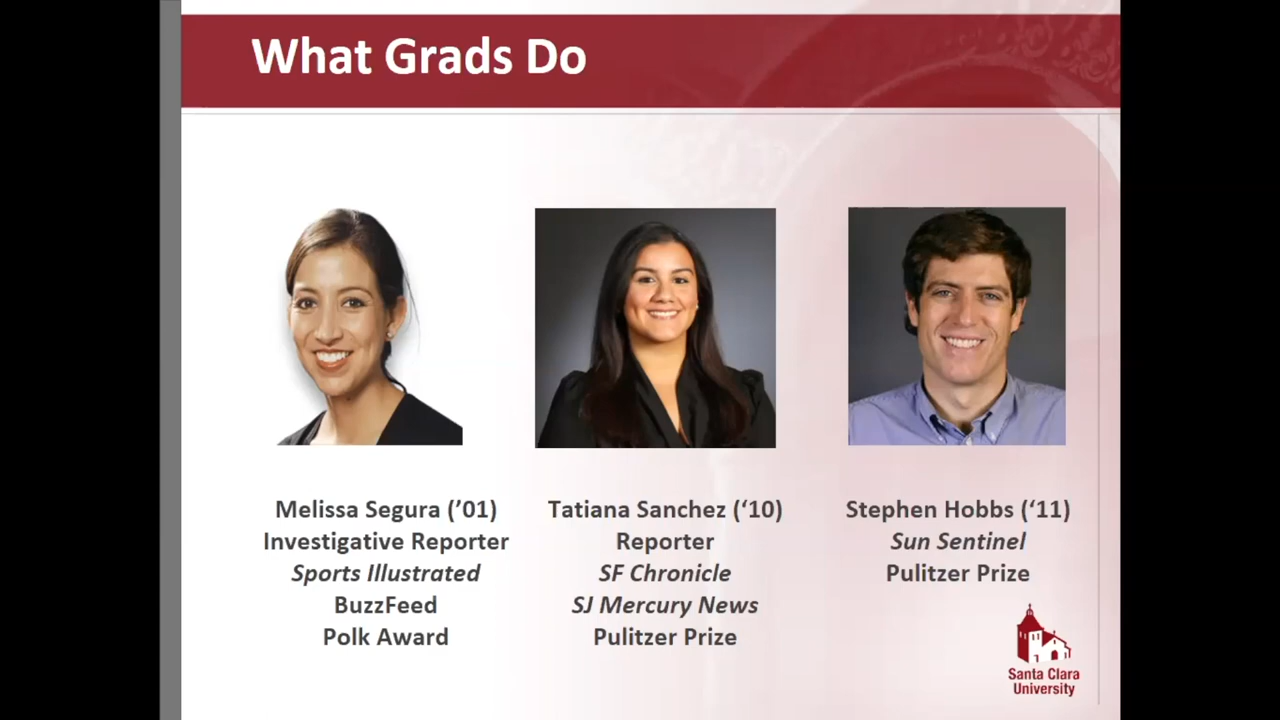 What Grads Do
Melissa Segura (’01)
Investigative Reporter
Sports Illustrated
BuzzFeed
Polk Award
Tatiana Sanchez (‘10)
Reporter
SF Chronicle
SJ Mercury News
Pulitzer Prize
Stephen Hobbs (‘11)
Sun Sentinel
Pulitzer Prize
Santa Clara
University